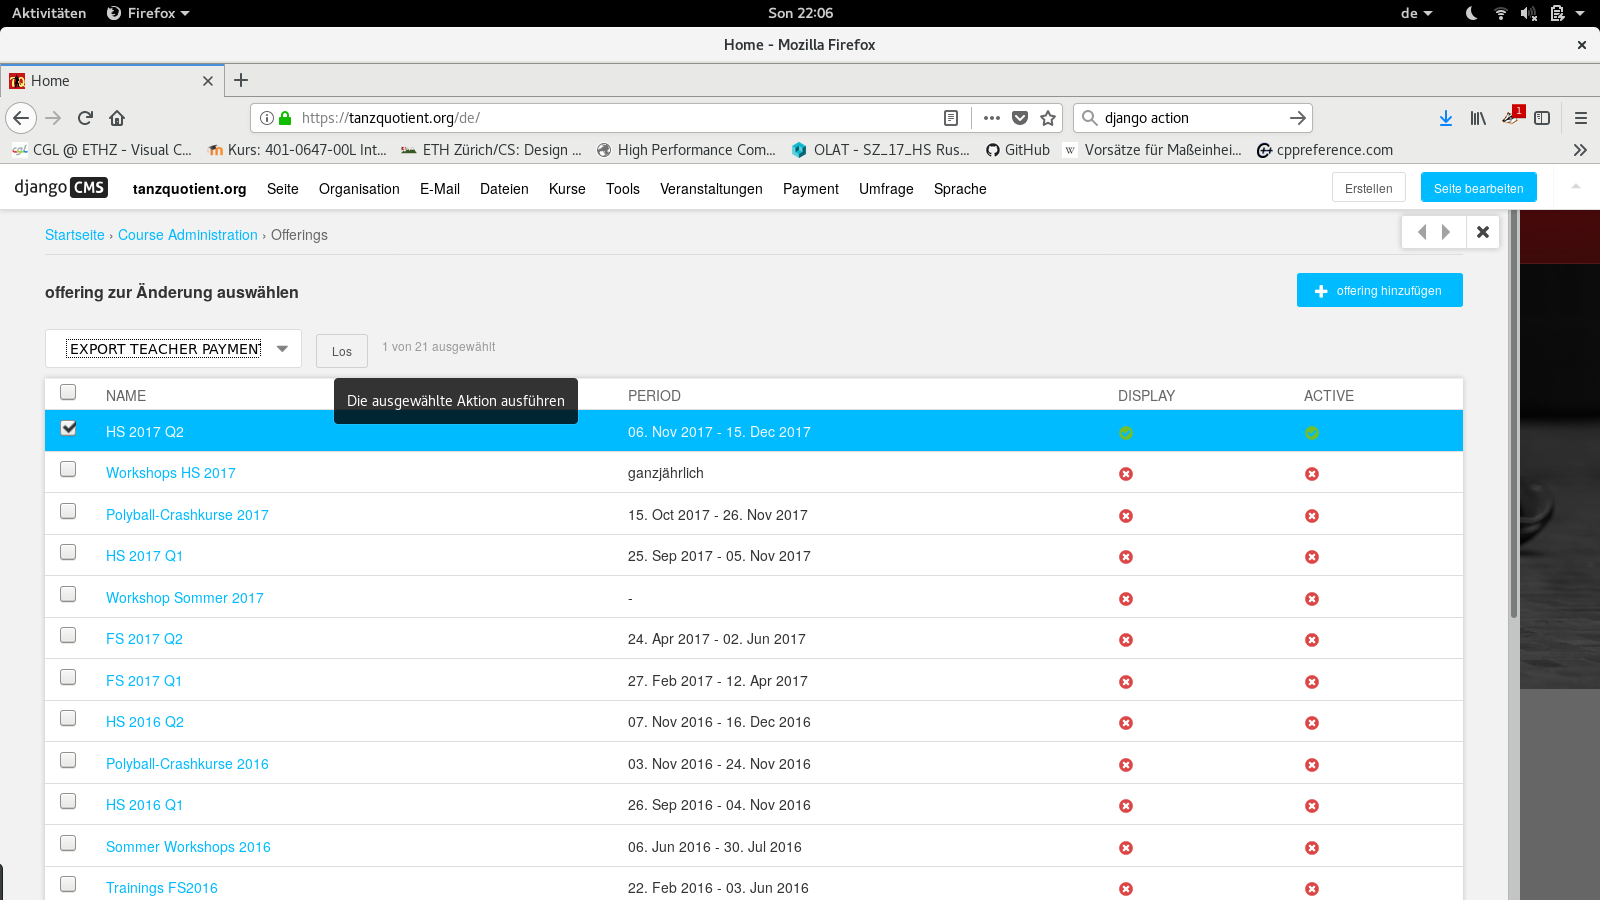 Aktivitäten Firefox Son 22:06 de
Home - Mozilla Firefox
Home
https://tanzquotient.org/de/ django action 1
CGL @ ETHZ - Visual C... Kurs: 401-0647-00L Int... ETH Zürich/CS: Design ... High Performance Com... OLAT - SZ_17_HS Rus... GitHub W Vorsätze für Maßeinhei... cppreference.com
django CMS tanzquotient.org Seite Organisation E-Mail Dateien Kurse Tools Veranstaltungen Payment Umfrage Sprache Erstellen Seite bearbeiten
Startseite › Course Administration › Offerings
offering zur Änderung auswählen offering hinzufügen
EXPORT TEACHER PAYMEN Los 1 von 21 ausgewählt
Die ausgewählte Aktion ausführen
NAME PERIOD DISPLAY ACTIVE
HS 2017 Q2 06. Nov 2017 - 15. Dec 2017
Workshops HS 2017 ganzjährlich
Polyball-Crashkurse 2017 15. Oct 2017 - 26. Nov 2017
HS 2017 Q1 25. Sep 2017 - 05. Nov 2017
Workshop Sommer 2017 -
FS 2017 Q2 24. Apr 2017 - 02. Jun 2017
FS 2017 Q1 27. Feb 2017 - 12. Apr 2017
HS 2016 Q2 07. Nov 2016 - 16. Dec 2016
Polyball-Crashkurse 2016 03. Nov 2016 - 24. Nov 2016
HS 2016 Q1 26. Sep 2016 - 04. Nov 2016
Sommer Workshops 2016 06. Jun 2016 - 30. Jul 2016
Trainings FS2016 22. Feb 2016 - 03. Jun 2016